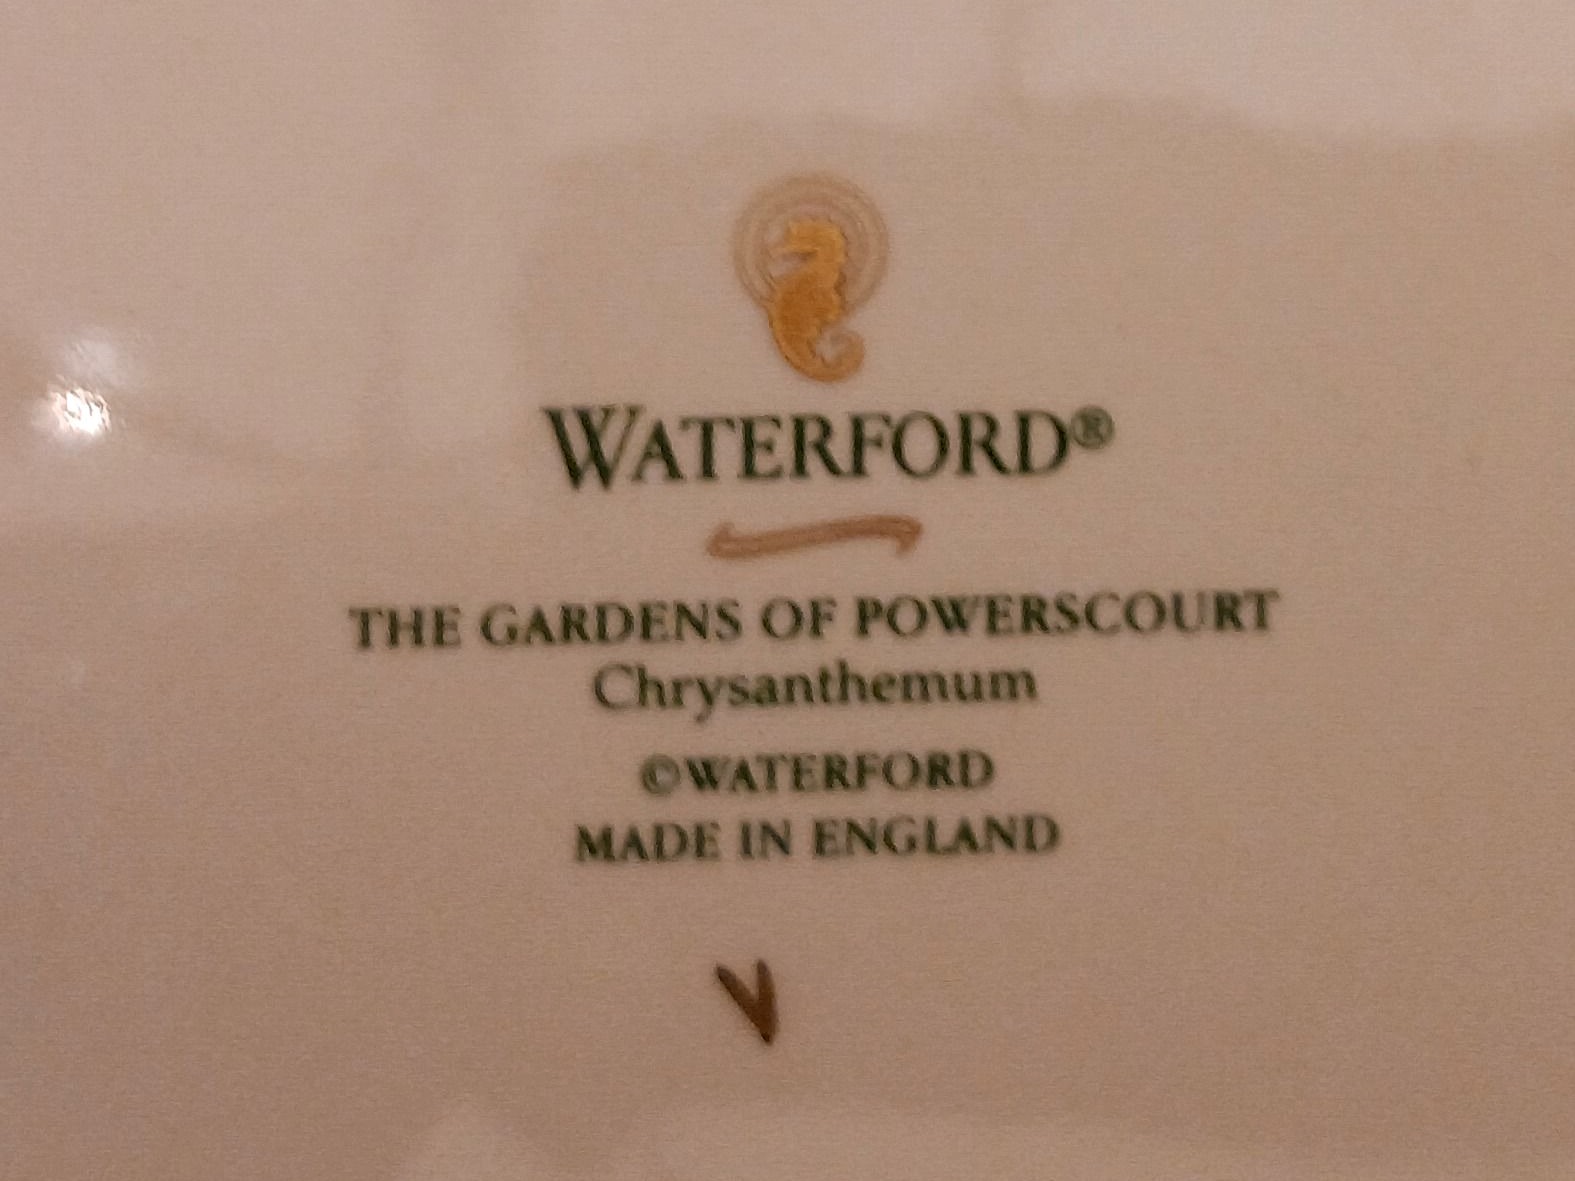 WATERFORD®
THE GARDENS OF POWERSCOURT
Chrysanthemum
©WATERFORD
MADE IN ENGLAND
V